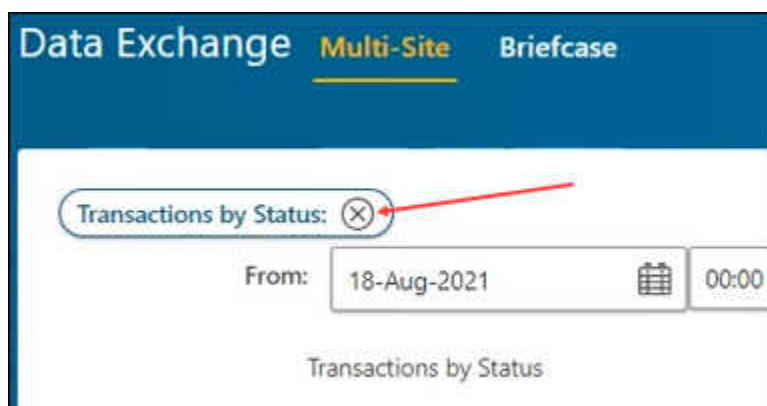 Data Exchange Multi-Site Briefcase
Transactions by Status:
From: 18-Aug-2021 00:00
Transactions by Status